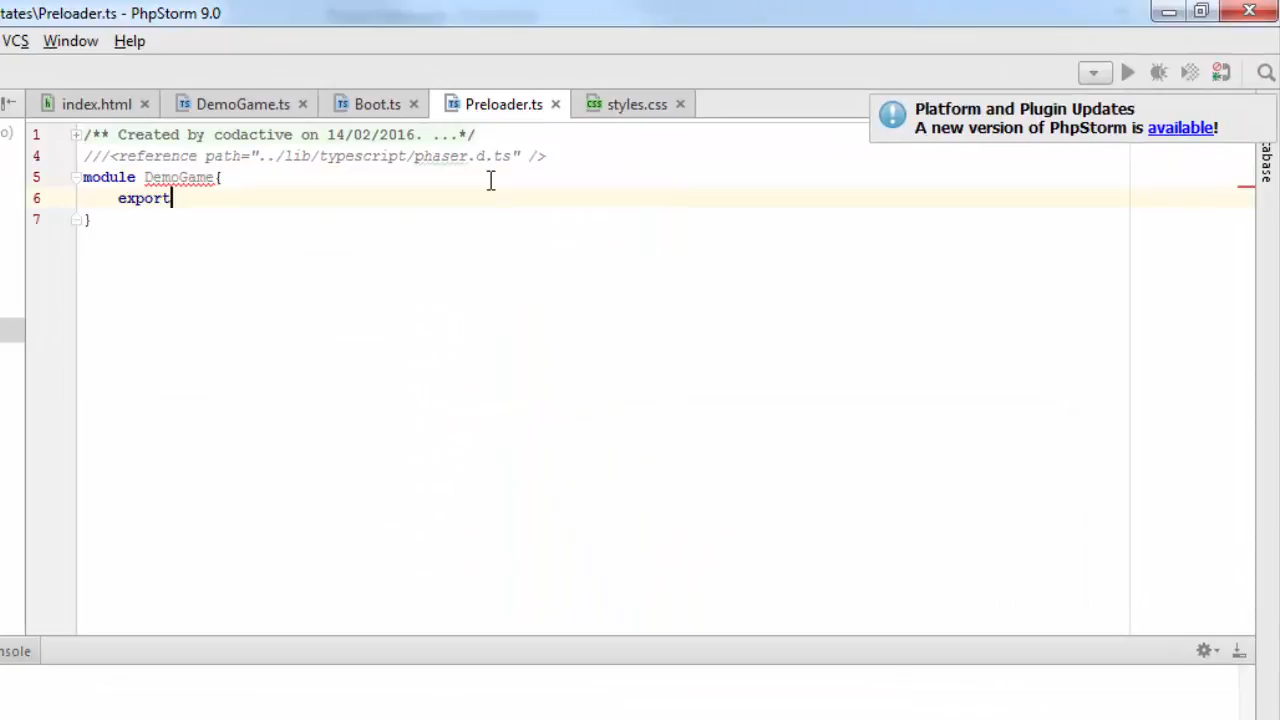 tates\Preloader.ts - PhpStorm 9.0
VCS Window Help
index.html DemoGame.ts Boot.ts Preloader.ts styles.css
Platform and Plugin Updates
A new version of PhpStorm is available!
1 /** Created by codactive on 14/02/2016. ...*/
4 ///<reference path="../lib/typescript/phaser.d.ts" />
5 module DemoGame{
6 export
7 }
abase
nsole